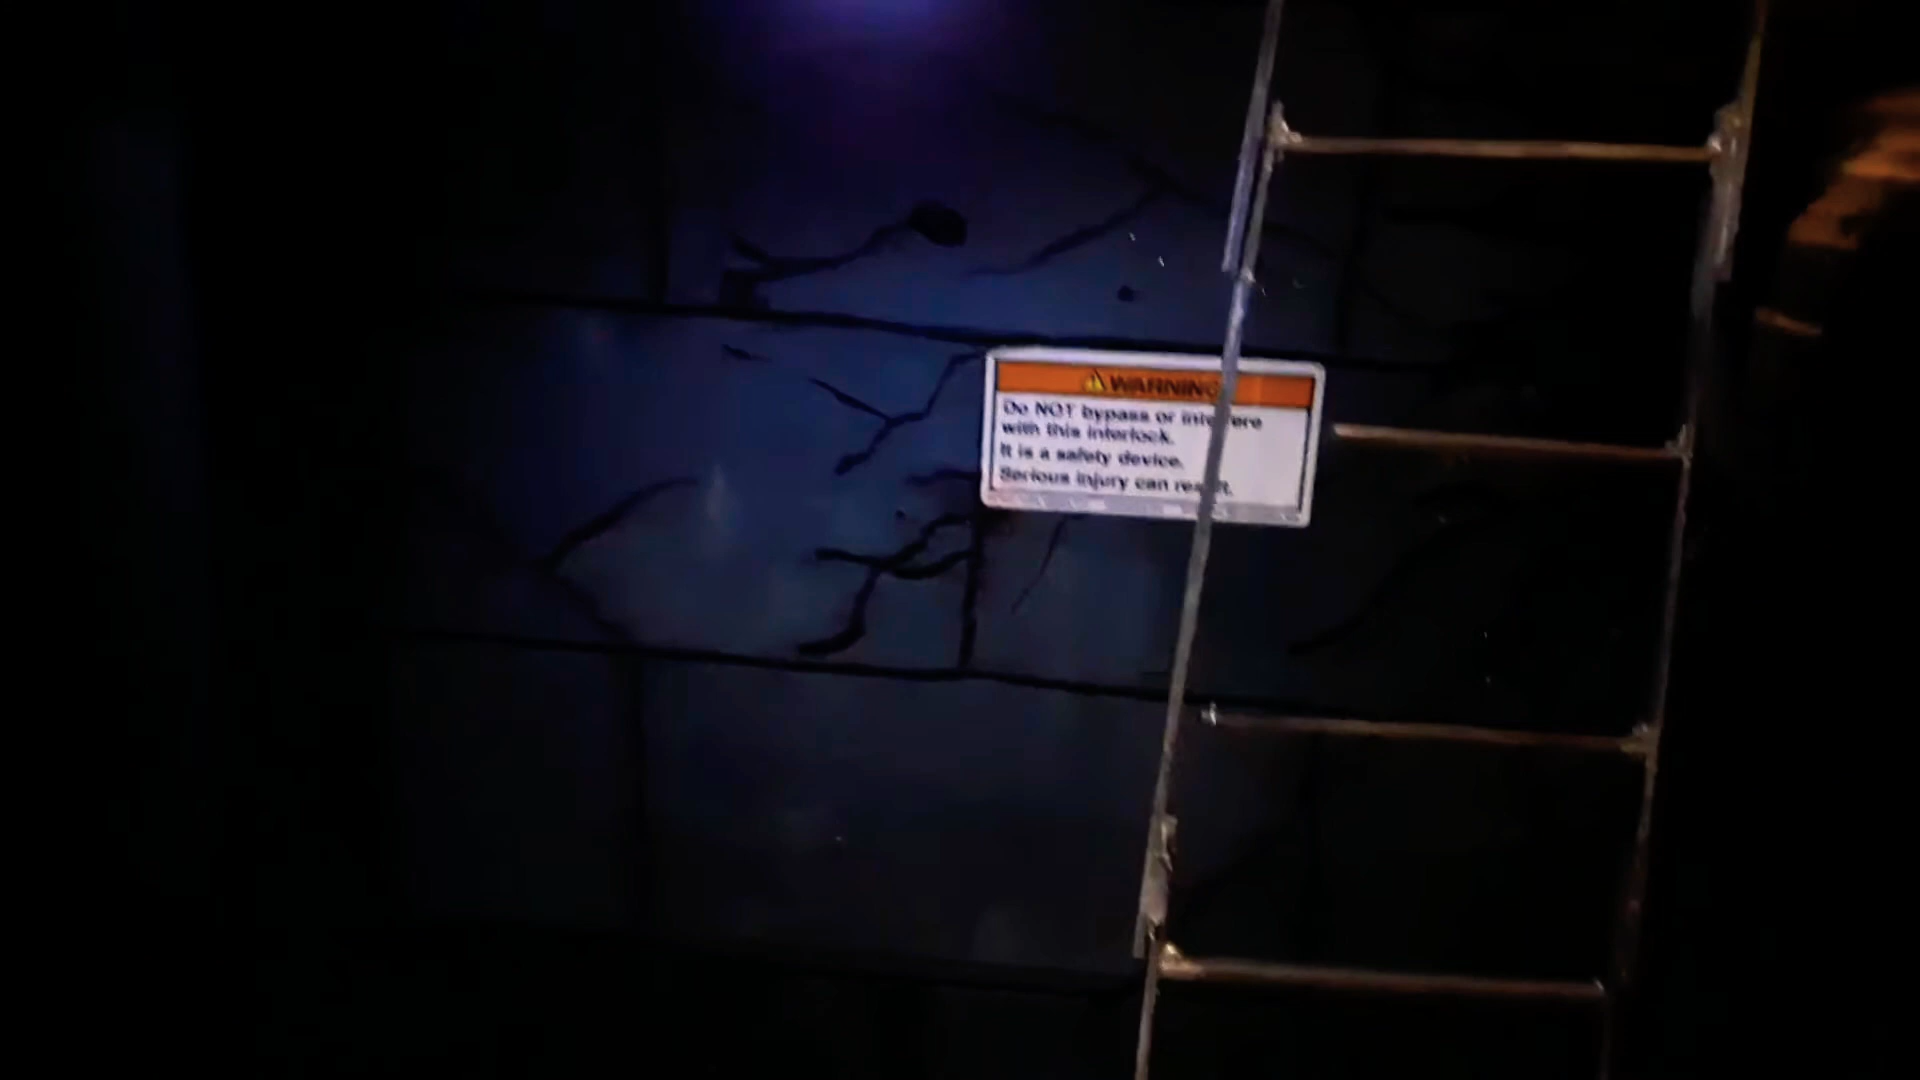 WARNING
Do NOT bypass or interfere
with this interlock.
It is a safety device.
Serious injury can result.